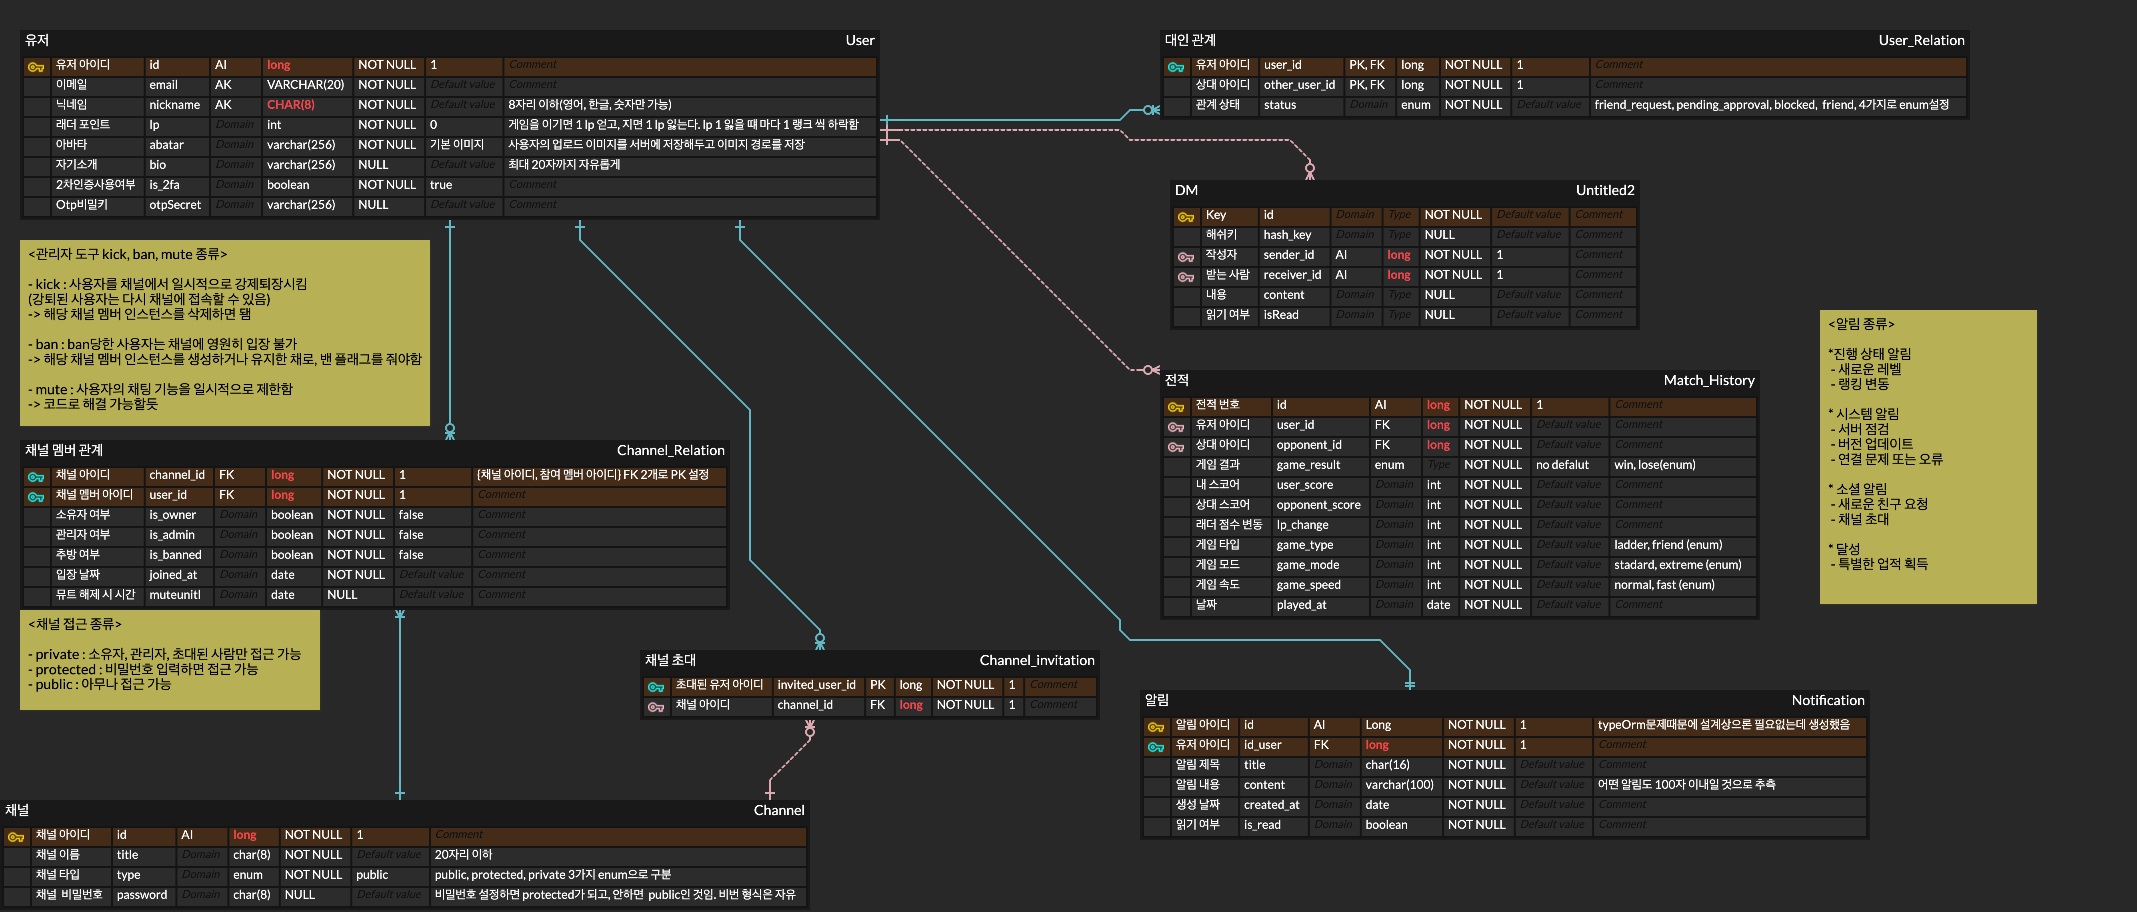 유저 User
유저 아이디 id AI long NOT NULL 1 Comment
이메일 email AK VARCHAR(20) NOT NULL Default value Comment
닉네임 nickname AK CHAR(8) NOT NULL Default value 8자리 이하(영어, 한글, 숫자만 가능)
래더 포인트 lp Domain int NOT NULL 0 게임을 이기면 1 lp 얻고, 지면 1 lp 잃는다. lp 1 잃을 때 마다 1 랭크 씩 하락함
아바타 abatar Domain varchar(256) NOT NULL 기본 이미지 사용자의 업로드 이미지를 서버에 저장해두고 이미지 경로를 저장
자기소개 bio Domain varchar(256) NULL Default value 최대 20자까지 자유롭게
2차인증사용여부 is_2fa Domain boolean NOT NULL true Comment
Otp비밀키 otpSecret Domain varchar(256) NULL Default value Comment
대인 관계 User_Relation
유저 아이디 user_id PK, FK long NOT NULL 1 Comment
상대 아이디 other_user_id PK, FK long NOT NULL 1 Comment
관계 상태 status Domain enum NOT NULL Default value friend_request, pending_approval, blocked, friend, 4가지로 enum설정
DM Untitled2
Key id Domain Type NOT NULL Default value Comment
해쉬키 hash_key Domain Type NULL Default value Comment
작성자 sender_id AI long NOT NULL 1 Comment
받는 사람 receiver_id AI long NOT NULL 1 Comment
내용 content Domain Type NULL Default value Comment
읽기 여부 isRead Domain Type NULL Default value Comment
<관리자 도구 kick, ban, mute 종류>
- kick : 사용자를 채널에서 일시적으로 강제퇴장시킴
(강퇴된 사용자는 다시 채널에 접속할 수 있음)
-> 해당 채널 멤버 인스턴스를 삭제하면 됌
- ban : ban당한 사용자는 채널에 영원히 입장 불가
-> 해당 채널 멤버 인스턴스를 생성하거나 유지한 채로, 밴 플래그를 줘야함
- mute : 사용자의 채팅 기능을 일시적으로 제한함
-> 코드로 해결 가능할듯
<알림 종류>
*진행 상태 알림
- 새로운 레벨
- 랭킹 변동
* 시스템 알림
- 서버 점검
- 버전 업데이트
- 연결 문제 또는 오류
* 소셜 알림
- 새로운 친구 요청
- 채널 초대
* 달성
- 특별한 업적 획득
전적 Match_History
전적 번호 id AI long NOT NULL 1 Comment
유저 아이디 user_id FK long NOT NULL Default value Comment
상대 아이디 opponent_id FK long NOT NULL Default value Comment
게임 결과 game_result enum Type NOT NULL no defalut win, lose(enum)
내 스코어 user_score Domain int NOT NULL Default value Comment
상대 스코어 opponent_score Domain int NOT NULL Default value Comment
래더 점수 변동 lp_change Domain int NOT NULL Default value Comment
게임 타입 game_type Domain int NOT NULL Default value ladder, friend (enum)
게임 모드 game_mode Domain int NOT NULL Default value stadard, extreme (enum)
게임 속도 game_speed Domain int NOT NULL Default value normal, fast (enum)
날짜 played_at Domain date NOT NULL Default value Comment
채널 멤버 관계 Channel_Relation
채널 아이디 channel_id FK long NOT NULL 1 {채널 아이디, 참여 멤버 아이디} FK 2개로 PK 설정
채널 멤버 아이디 user_id FK long NOT NULL 1 Comment
소유자 여부 is_owner Domain boolean NOT NULL false Comment
관리자 여부 is_admin Domain boolean NOT NULL false Comment
추방 여부 is_banned Domain boolean NOT NULL false Comment
입장 날짜 joined_at Domain date NOT NULL Default value Comment
뮤트 해제 시 시간 muteunitl Domain date NULL Default value Comment
<채널 접근 종류>
- private : 소유자, 관리자, 초대된 사람만 접근 가능
- protected : 비밀번호 입력하면 접근 가능
- public : 아무나 접근 가능
채널 초대 Channel_invitation
초대된 유저 아이디 invited_user_id PK long NOT NULL 1 Comment
채널 아이디 channel_id FK long NOT NULL 1 Comment
알림 Notification
알림 아이디 id AI Long NOT NULL 1 typeOrm문제때문에 설계상으론 필요없는데 생성했음
유저 아이디 id_user FK long NOT NULL 1 Comment
알림 제목 title Domain char(16) NOT NULL Default value Comment
알림 내용 content Domain varchar(100) NOT NULL Default value 어떤 알림도 100자 이내일 것으로 추측
생성 날짜 created_at Domain date NOT NULL Default value Comment
읽기 여부 is_read Domain boolean NOT NULL Default value Comment
채널 Channel
채널 아이디 id AI long NOT NULL 1 Comment
채널 이름 title Domain char(8) NOT NULL Default value 20자리 이하
채널 타입 type Domain enum NOT NULL public public, protected, private 3가지 enum으로 구분
채널 비밀번호 password Domain char(8) NULL Default value 비밀번호 설정하면 protected가 되고, 안하면 public인 것임. 비번 형식은 자유